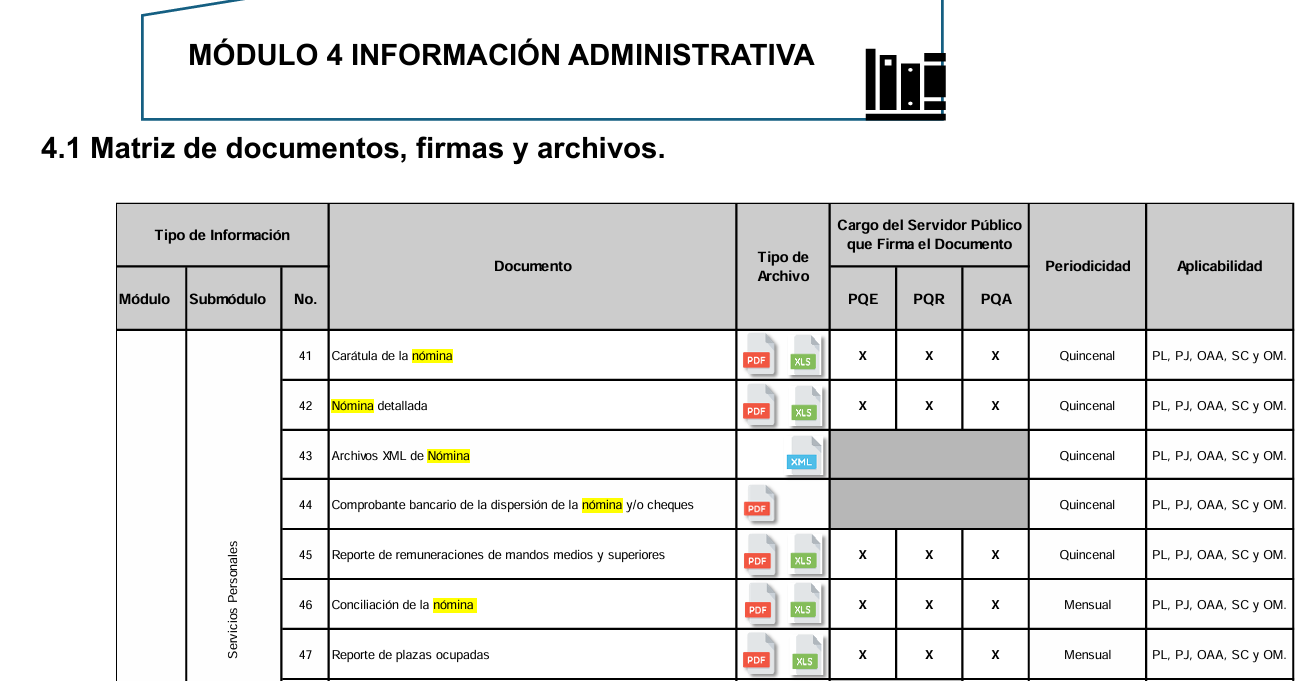 MÓDULO 4 INFORMACIÓN ADMINISTRATIVA
4.1 Matriz de documentos, firmas y archivos.
Tipo de Información
Documento
Tipo de Archivo
Cargo del Servidor Público que Firma el Documento
Periodicidad
Aplicabilidad
Módulo Submódulo No. PQE PQR PQA
Servicios Personales
41 Carátula de la nómina PDF XLS X X X Quincenal PL, PJ, OAA, SC y OM.
42 Nómina detallada PDF XLS X X X Quincenal PL, PJ, OAA, SC y OM.
43 Archivos XML de Nómina XML Quincenal PL, PJ, OAA, SC y OM.
44 Comprobante bancario de la dispersión de la nómina y/o cheques PDF Quincenal PL, PJ, OAA, SC y OM.
45 Reporte de remuneraciones de mandos medios y superiores PDF XLS X X X Quincenal PL, PJ, OAA, SC y OM.
46 Conciliación de la nómina PDF XLS X X X Mensual PL, PJ, OAA, SC y OM.
47 Reporte de plazas ocupadas PDF XLS X X X Mensual PL, PJ, OAA, SC y OM.